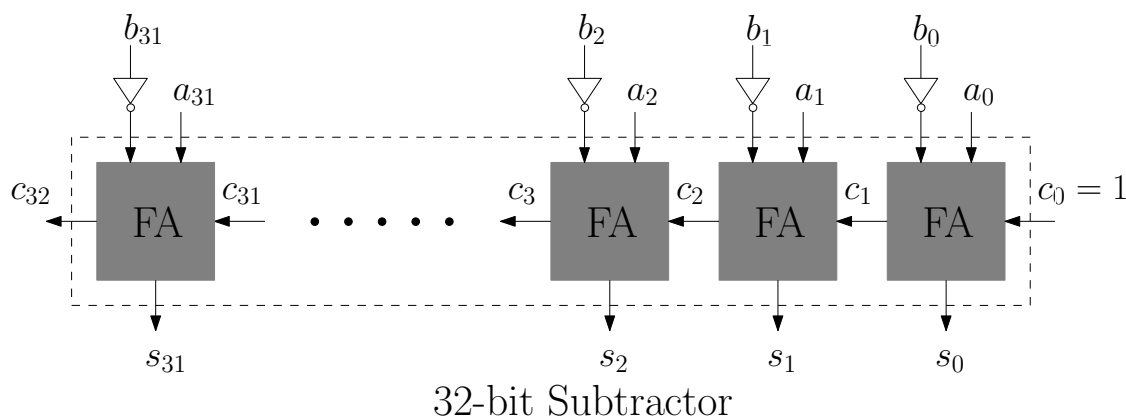 b₃₁ b₂ b₁ b₀
a₃₁ a₂ a₁ a₀
c₃₂ FA c₃₁ c₃ FA c₂ FA c₁ FA c₀ = 1
s₃₁ s₂ s₁ s₀
32-bit Subtractor